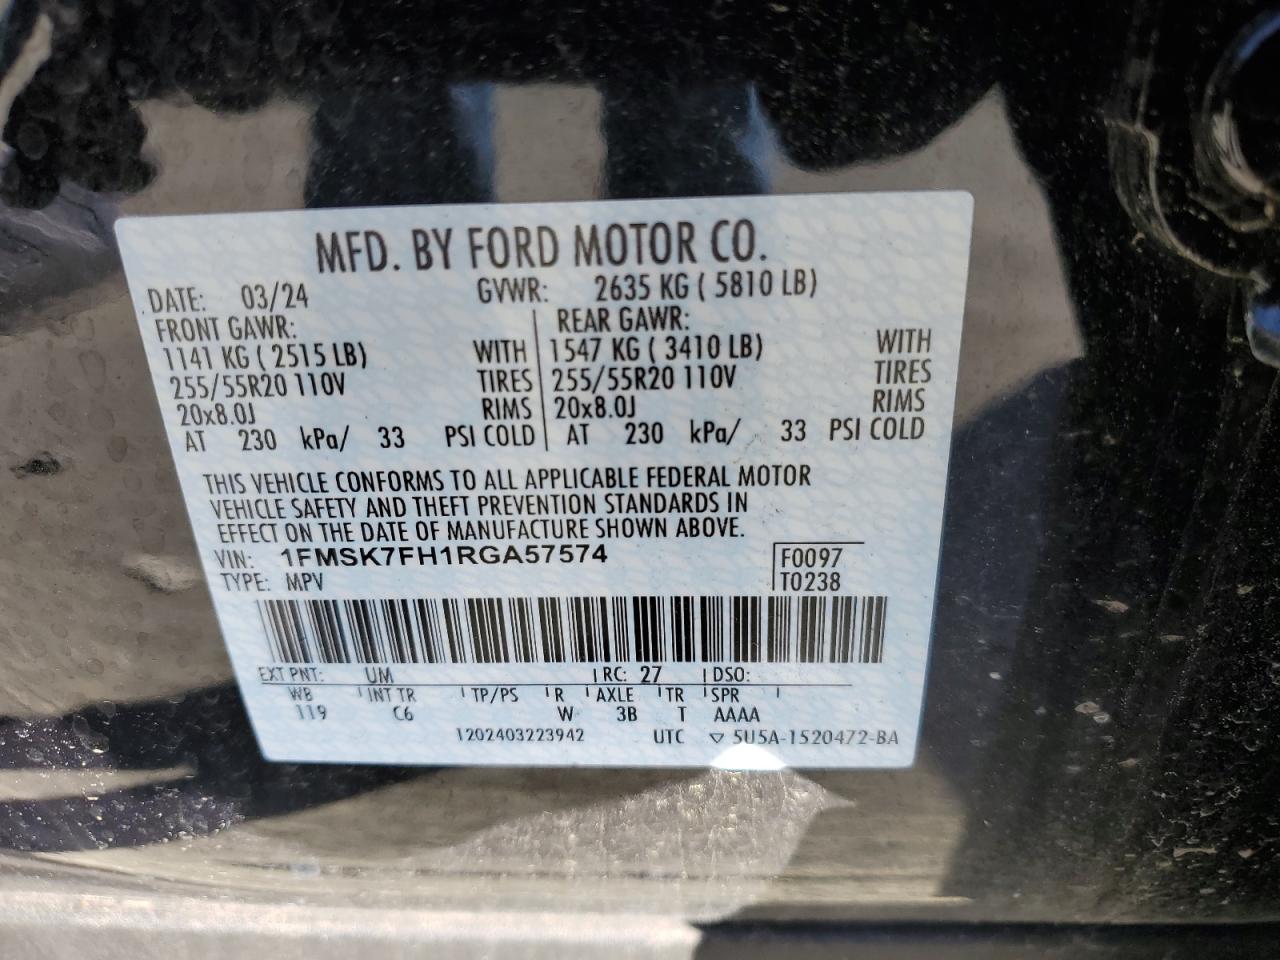 MFD. BY FORD MOTOR CO.
DATE: 03/24 GVWR: 2635 KG ( 5810 LB)
FRONT GAWR: REAR GAWR:
1141 KG ( 2515 LB) WITH 1547 KG ( 3410 LB) WITH
255/55R20 110V TIRES 255/55R20 110V TIRES
20x8.0J RIMS 20x8.0J RIMS
AT 230 kPa/ 33 PSI COLD AT 230 kPa/ 33 PSI COLD
THIS VEHICLE CONFORMS TO ALL APPLICABLE FEDERAL MOTOR
VEHICLE SAFETY AND THEFT PREVENTION STANDARDS IN
EFFECT ON THE DATE OF MANUFACTURE SHOWN ABOVE.
VIN: 1FMSK7FH1RGA57574 F0097
TYPE: MPV T0238
EXT PNT: UM RC: 27 DSO:
WB INT TR TP/PS R AXLE TR SPR
119 C6 W 3B T AAAA
1202403223942 UTC ▽ 5U5A-1520472-BA